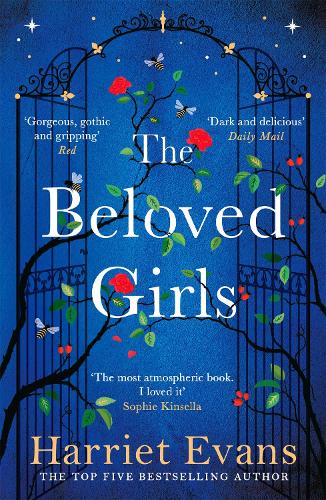 ‘Gorgeous, gothic
and gripping’
Red
‘Dark and delicious’
Daily Mail
The
Beloved
Girls
‘The most atmospheric book.
I loved it’
Sophie Kinsella
Harriet Evans
THE TOP FIVE BESTSELLING AUTHOR